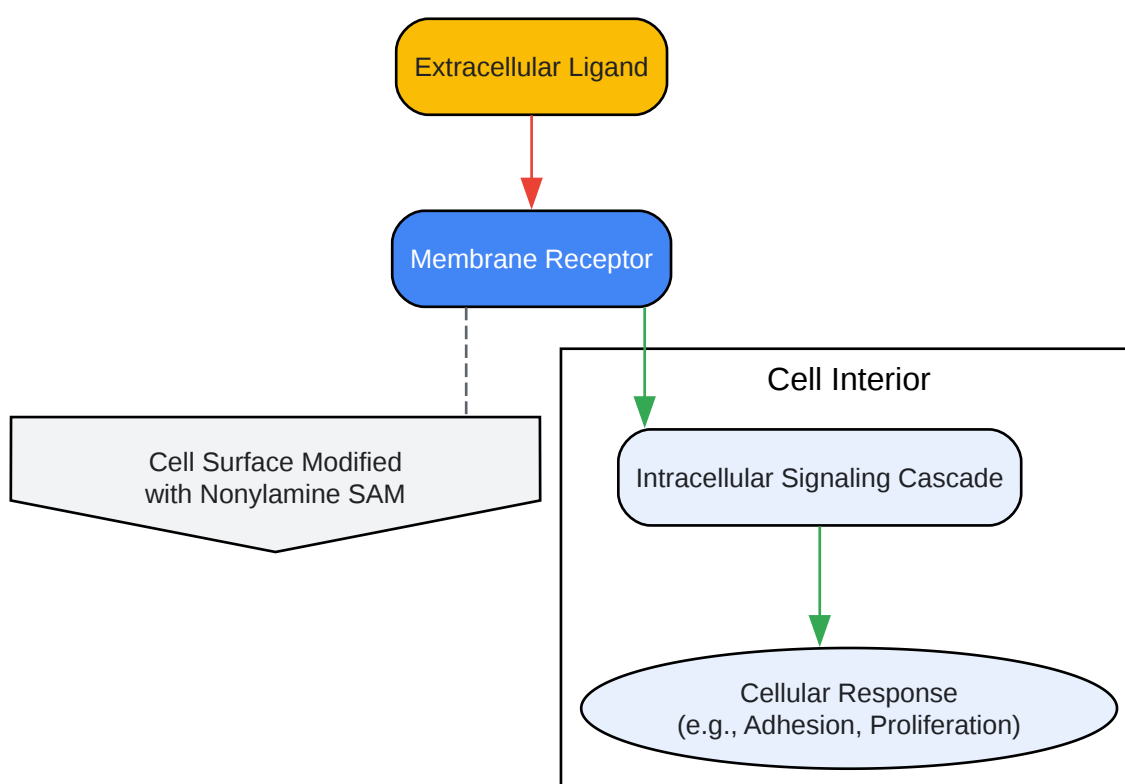 Extracellular Ligand
Membrane Receptor
Cell Interior
Cell Surface Modified
with Nonylamine SAM
Intracellular Signaling Cascade
Cellular Response
(e.g., Adhesion, Proliferation)